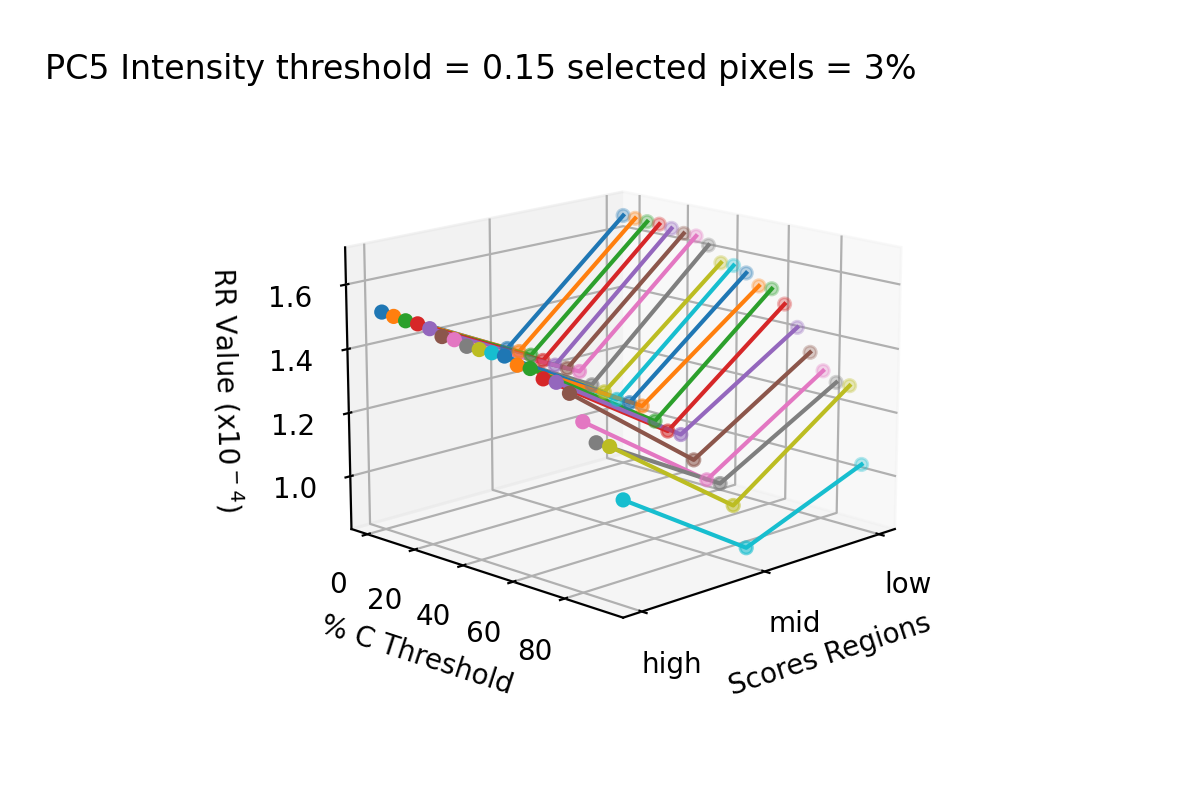 PC5 Intensity threshold = 0.15 selected pixels = 3%
RR Value (x10⁻⁴)
1.6
1.4
1.2
1.0
0
20
40
60
80
% C Threshold
high
mid
low
Scores Regions